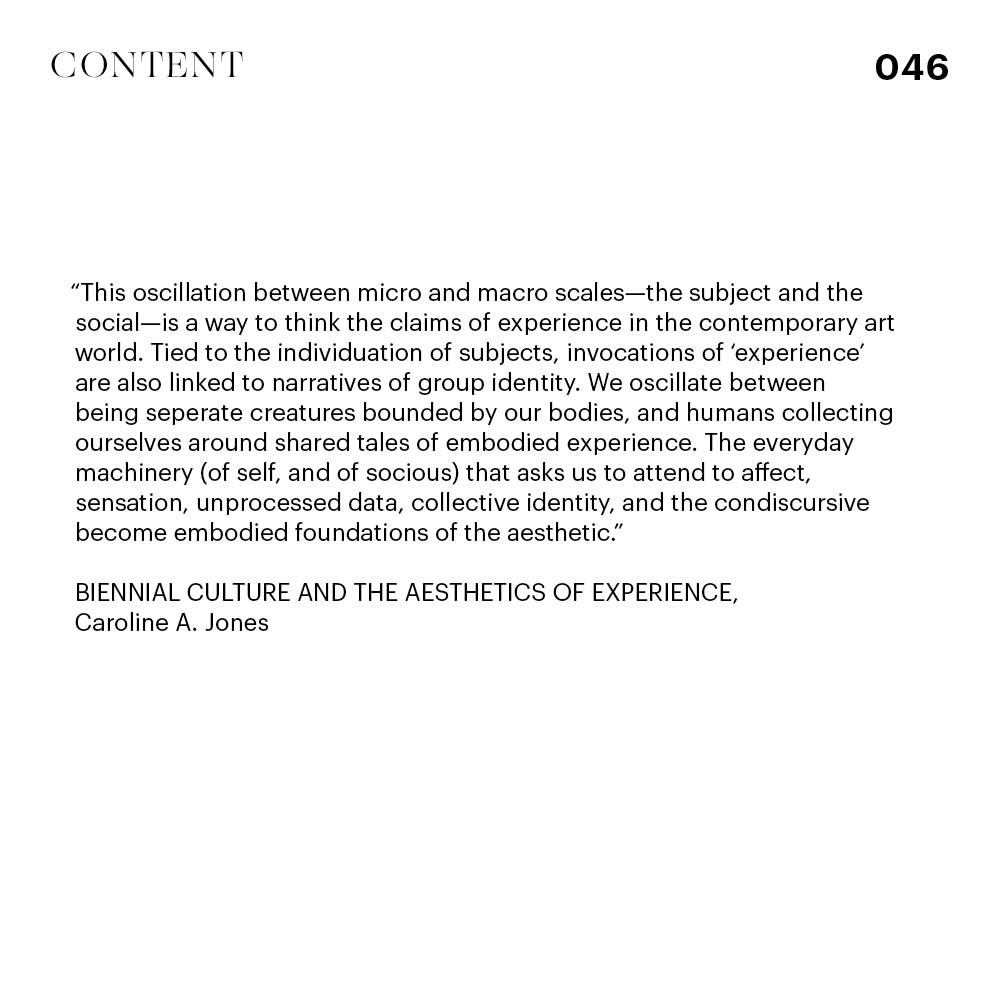 CONTENT
046
“This oscillation between micro and macro scales—the subject and the
social—is a way to think the claims of experience in the contemporary art
world. Tied to the individuation of subjects, invocations of ‘experience’
are also linked to narratives of group identity. We oscillate between
being seperate creatures bounded by our bodies, and humans collecting
ourselves around shared tales of embodied experience. The everyday
machinery (of self, and of socious) that asks us to attend to affect,
sensation, unprocessed data, collective identity, and the condiscursive
become embodied foundations of the aesthetic.”
BIENNIAL CULTURE AND THE AESTHETICS OF EXPERIENCE,
Caroline A. Jones